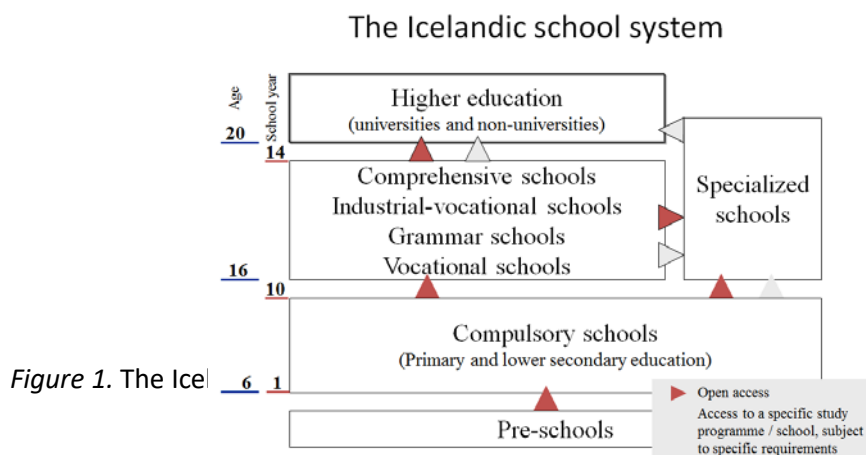 The Icelandic school system
Age
School year
Higher education
(universities and non-universities)
20
14
Comprehensive schools
Industrial-vocational schools
Grammar schools
Vocational schools
Specialized
schools
16
10
Compulsory schools
(Primary and lower secondary education)
Figure 1. The Icel
6
1
Open access
Access to a specific study
programme / school, subject
to specific requirements
Pre-schools